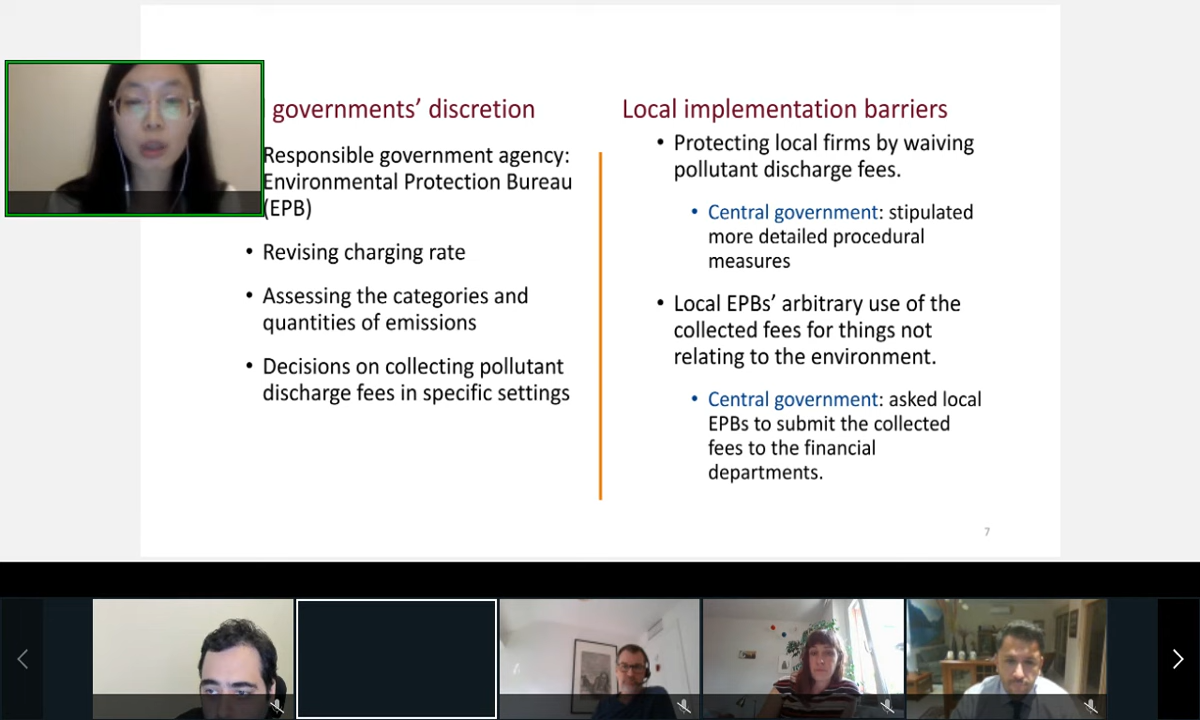 governments’ discretion
Responsible government agency:
Environmental Protection Bureau
(EPB)
• Revising charging rate
• Assessing the categories and
quantities of emissions
• Decisions on collecting pollutant
discharge fees in specific settings
Local implementation barriers
• Protecting local firms by waiving
pollutant discharge fees.
• Central government: stipulated
more detailed procedural
measures
• Local EPBs’ arbitrary use of the
collected fees for things not
relating to the environment.
• Central government: asked local
EPBs to submit the collected
fees to the financial
departments.
7